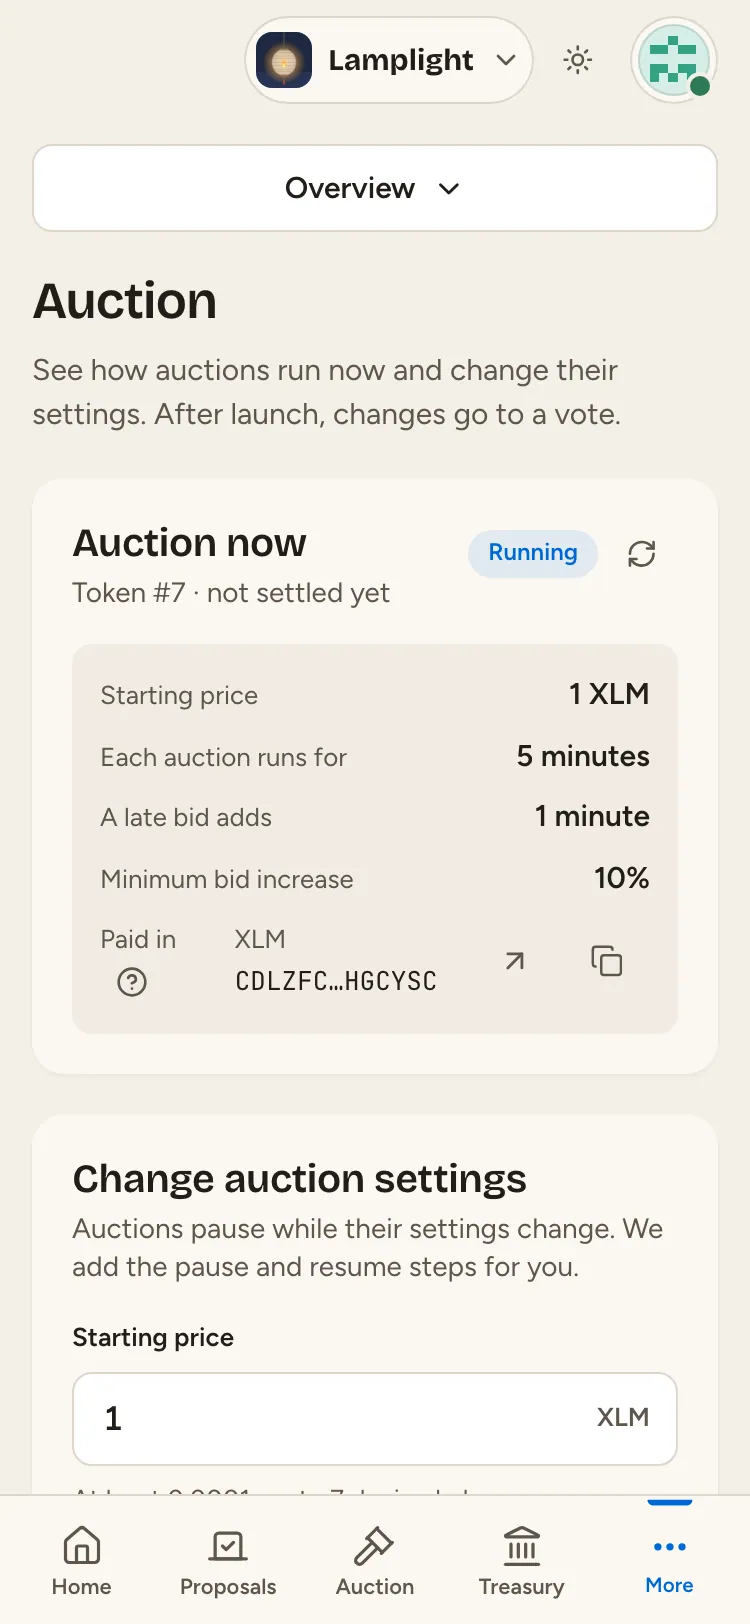 Lamplight
Overview
Auction
See how auctions run now and change their
settings. After launch, changes go to a vote.
Auction now
Running
Token #7 · not settled yet
Starting price 1 XLM
Each auction runs for 5 minutes
A late bid adds 1 minute
Minimum bid increase 10%
Paid in XLM
CDLZFC…HGCYSC
Change auction settings
Auctions pause while their settings change. We
add the pause and resume steps for you.
Starting price
1 XLM
Home Proposals Auction Treasury More